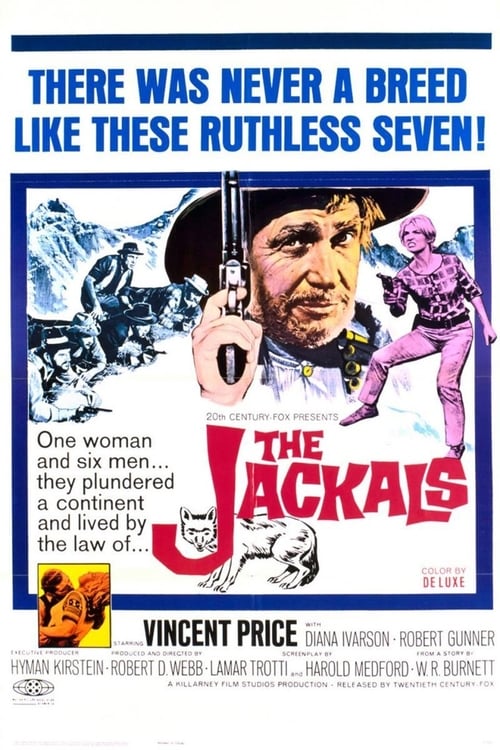 THERE WAS NEVER A BREED
LIKE THESE RUTHLESS SEVEN!
20th CENTURY-FOX PRESENTS
THE
JACKALS
One woman
and six men...
they plundered
a continent
and lived by
the law of...
COLOR BY
DE LUXE
STARRING VINCENT PRICE WITH DIANA IVARSON · ROBERT GUNNER
EXECUTIVE PRODUCER PRODUCED AND DIRECTED BY SCREENPLAY BY FROM A STORY BY
HYMAN KIRSTEIN · ROBERT D. WEBB · LAMAR TROTTI and HAROLD MEDFORD · W. R. BURNETT
A KILLARNEY FILM STUDIOS PRODUCTION - RELEASED BY TWENTIETH CENTURY-FOX